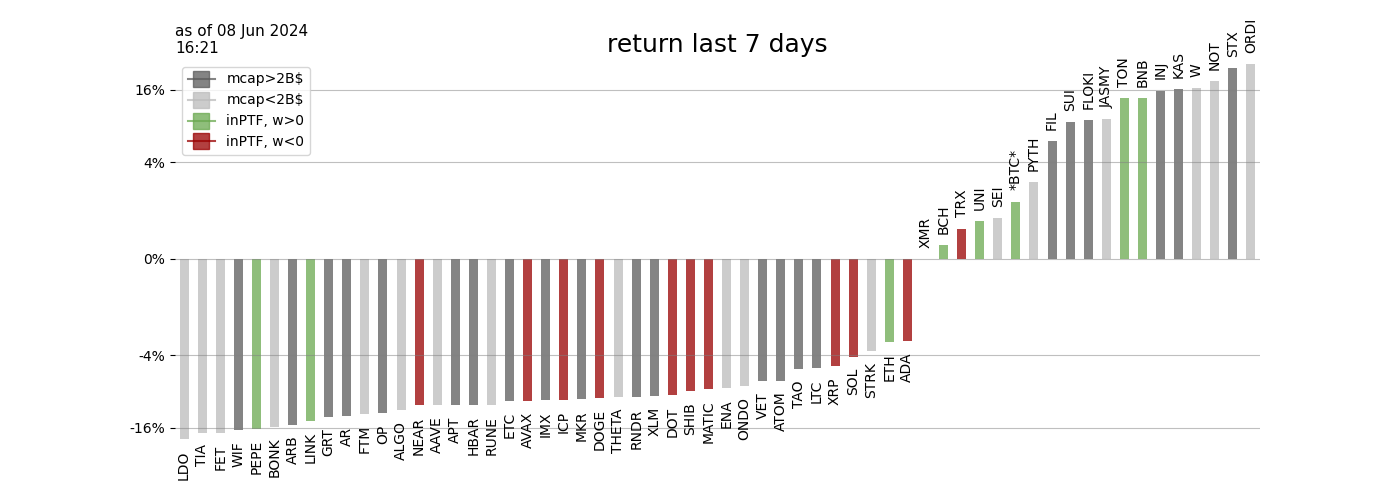 as of 08 Jun 2024
16:21
return last 7 days
mcap>2B$
mcap<2B$
inPTF, w>0
inPTF, w<0
16%
4%
0%
-4%
-16%
LDO
TIA
FET
WIF
PEPE
BONK
ARB
LINK
GRT
AR
FTM
OP
ALGO
NEAR
AAVE
APT
HBAR
RUNE
ETC
AVAX
IMX
ICP
MKR
DOGE
THETA
RNDR
XLM
DOT
SHIB
MATIC
ENA
ONDO
VET
ATOM
TAO
LTC
XRP
SOL
STRK
ETH
ADA
XMR
BCH
TRX
UNI
SEI
*BTC*
PYTH
FIL
SUI
FLOKI
JASMY
TON
BNB
INJ
KAS
W
NOT
STX
ORDI